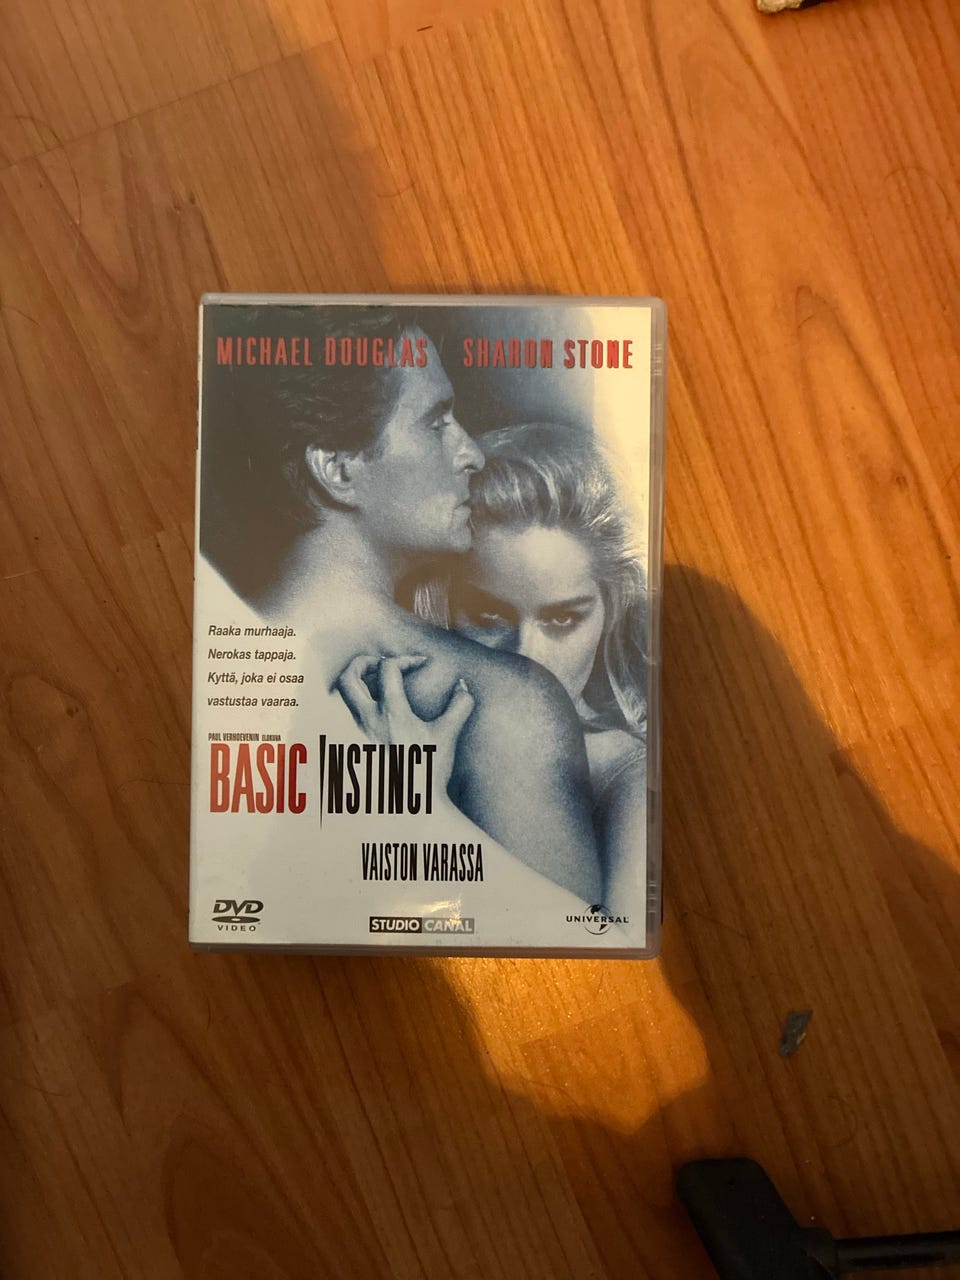 MICHAEL DOUGLAS SHARON STONE
Raaka murhaaja.
Nerokas tappaja.
Kyttä, joka ei osaa
vastustaa vaaraa.
PAUL VERHOEVENIN ELOKUVA
BASIC INSTINCT
VAISTON VARASSA
DVD
VIDEO
STUDIO CANAL
UNIVERSAL